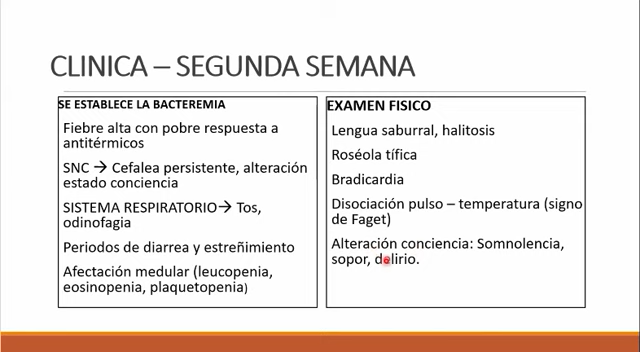 CLINICA – SEGUNDA SEMANA
SE ESTABLECE LA BACTEREMIA
Fiebre alta con pobre respuesta a
antitérmicos
SNC → Cefalea persistente, alteración
estado conciencia
SISTEMA RESPIRATORIO→ Tos,
odinofagia
Periodos de diarrea y estreñimiento
Afectación medular (leucopenia,
eosinopenia, plaquetopenia)
EXAMEN FISICO
Lengua saburral, halitosis
Roséola tífica
Bradicardia
Disociación pulso – temperatura (signo
de Faget)
Alteración conciencia: Somnolencia,
sopor, delirio.